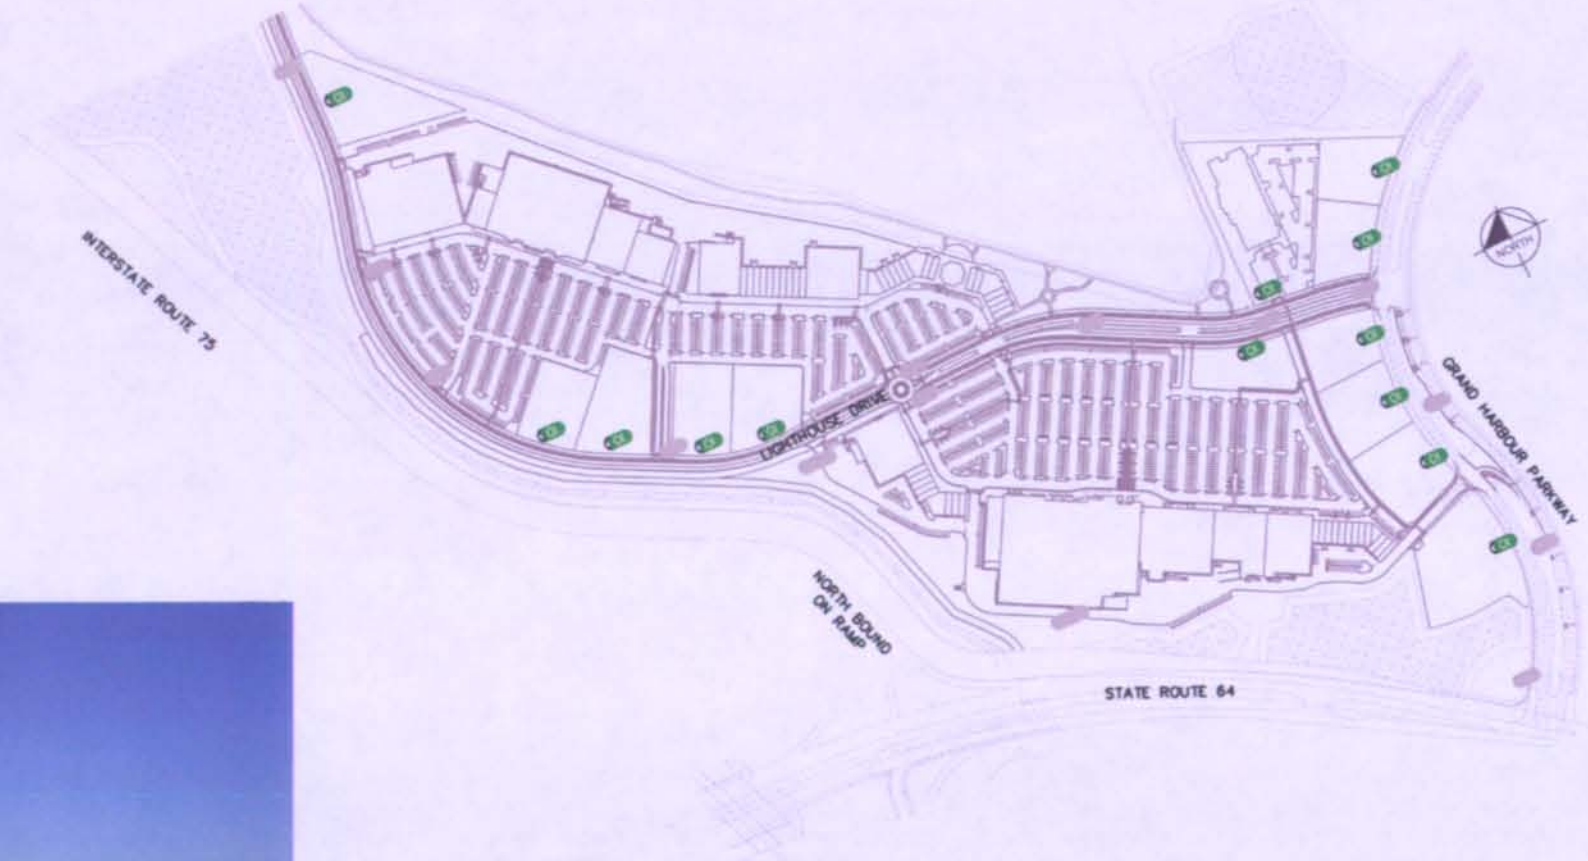 INTERSTATE ROUTE 75
NORTH
LIGHTHOUSE DRIVE
GRAND HARBOUR PARKWAY
NORTH BOUND
ON RAMP
STATE ROUTE 64